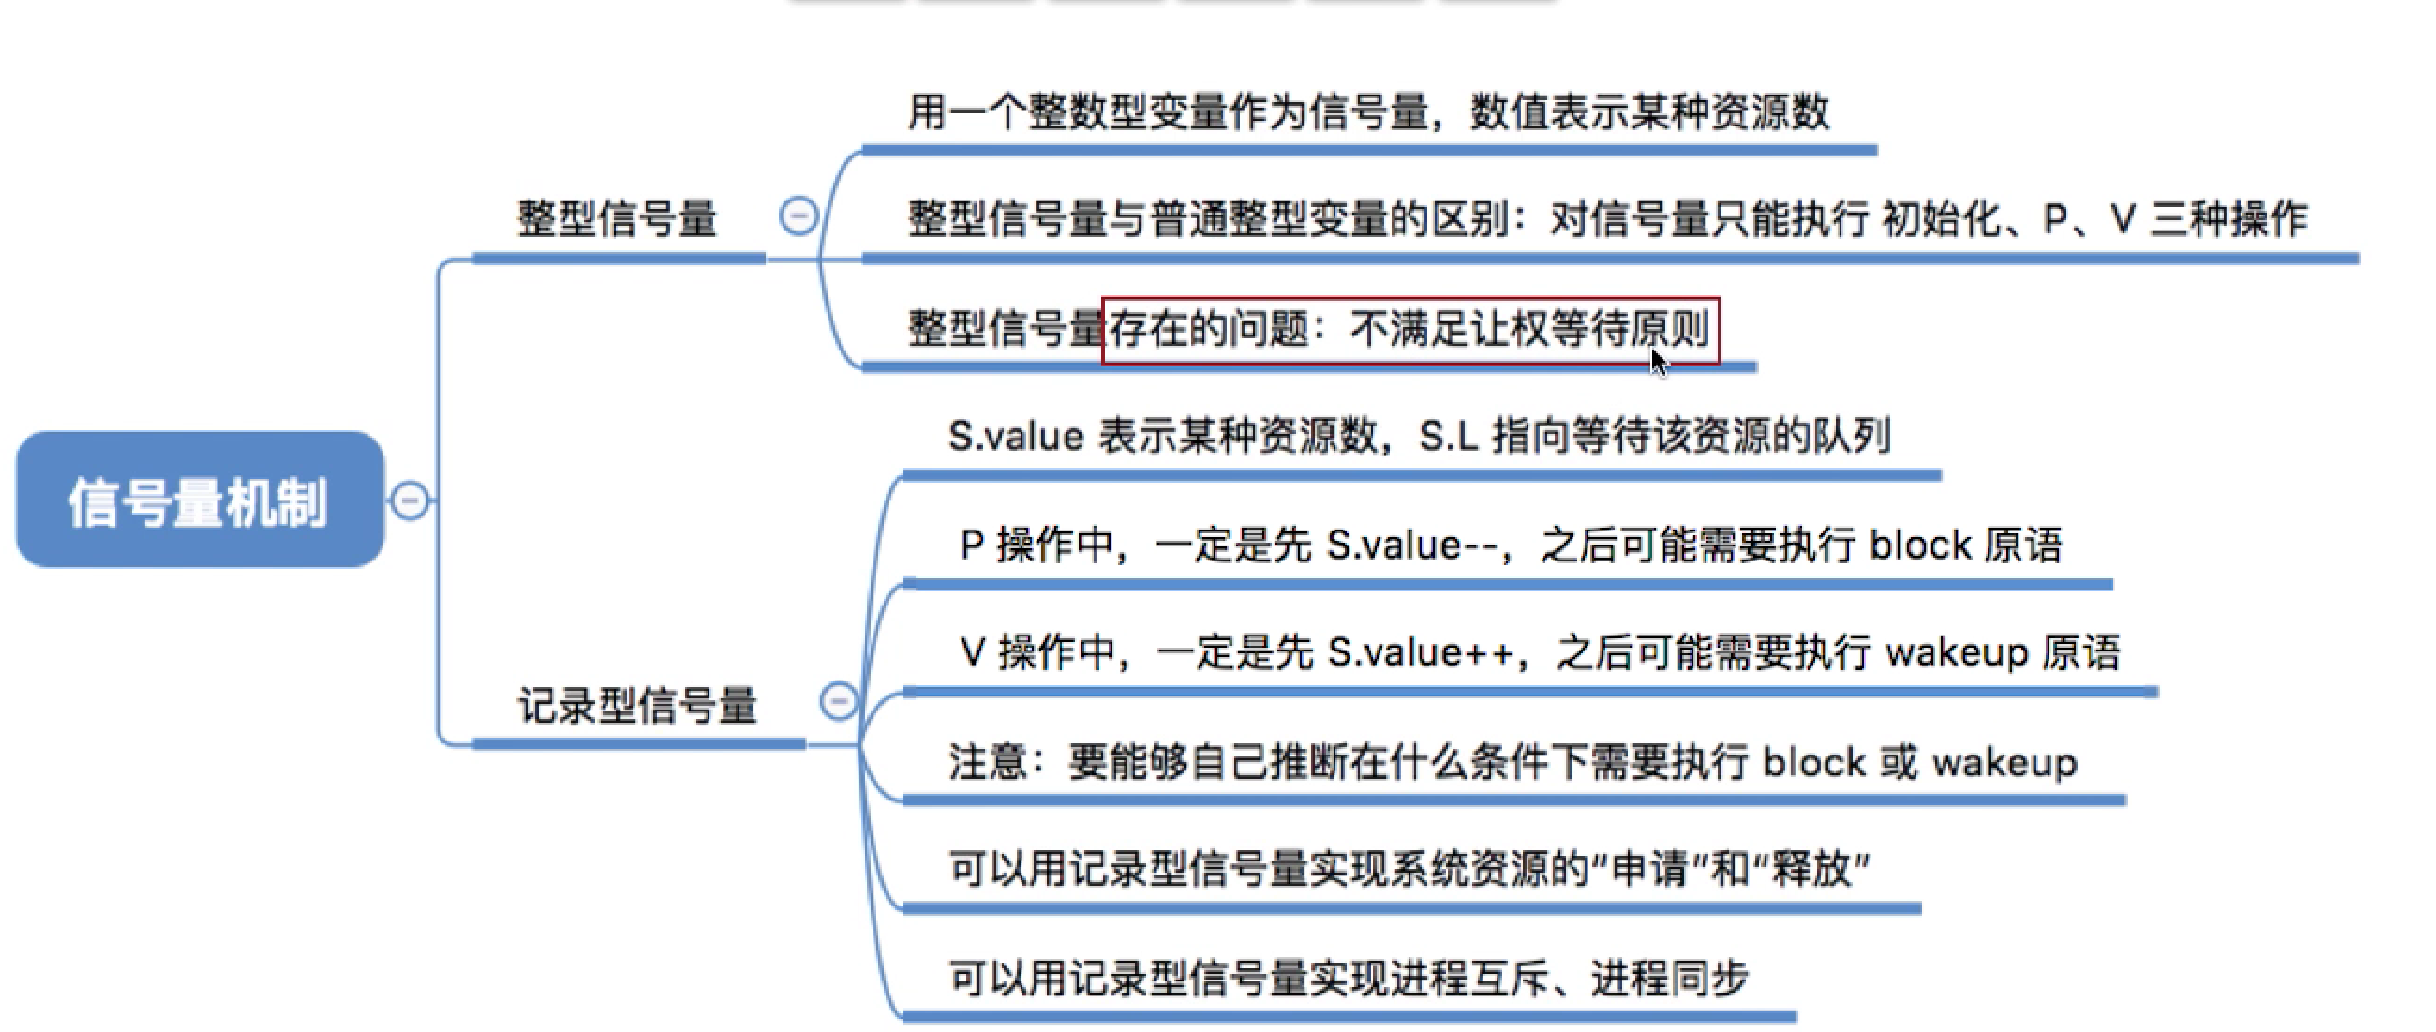 信号量机制
整型信号量
用一个整数型变量作为信号量，数值表示某种资源数
整型信号量与普通整型变量的区别：对信号量只能执行 初始化、P、V 三种操作
整型信号量存在的问题：不满足让权等待原则
记录型信号量
S.value 表示某种资源数，S.L 指向等待该资源的队列
P 操作中，一定是先 S.value--，之后可能需要执行 block 原语
V 操作中，一定是先 S.value++，之后可能需要执行 wakeup 原语
注意：要能够自己推断在什么条件下需要执行 block 或 wakeup
可以用记录型信号量实现系统资源的“申请”和“释放”
可以用记录型信号量实现进程互斥、进程同步